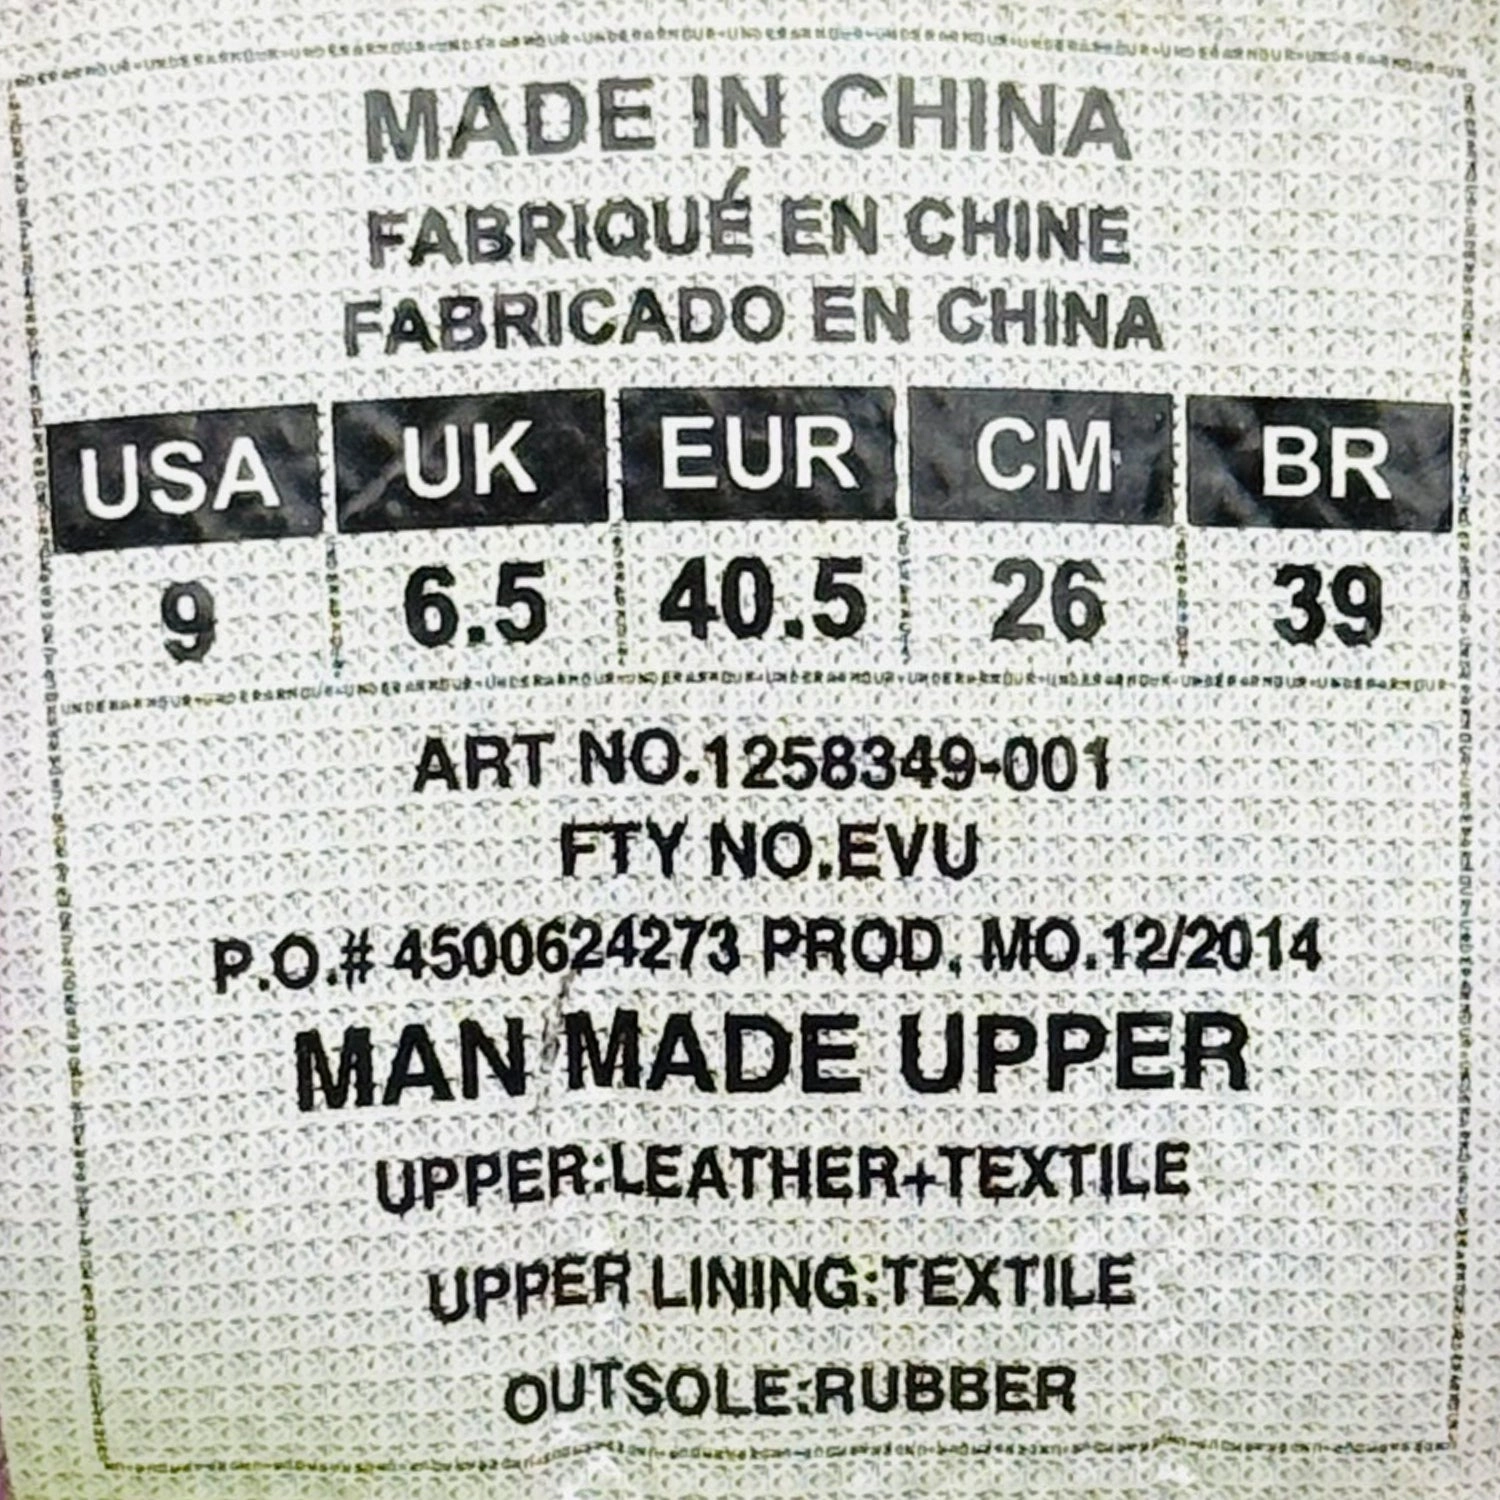 MADE IN CHINA
FABRIQUÉ EN CHINE
FABRICADO EN CHINA
USA UK EUR CM BR
9 6.5 40.5 26 39
ART NO.1258349-001
FTY NO.EVU
P.O.# 4500624273 PROD. MO.12/2014
MAN MADE UPPER
UPPER:LEATHER+TEXTILE
UPPER LINING:TEXTILE
OUTSOLE:RUBBER